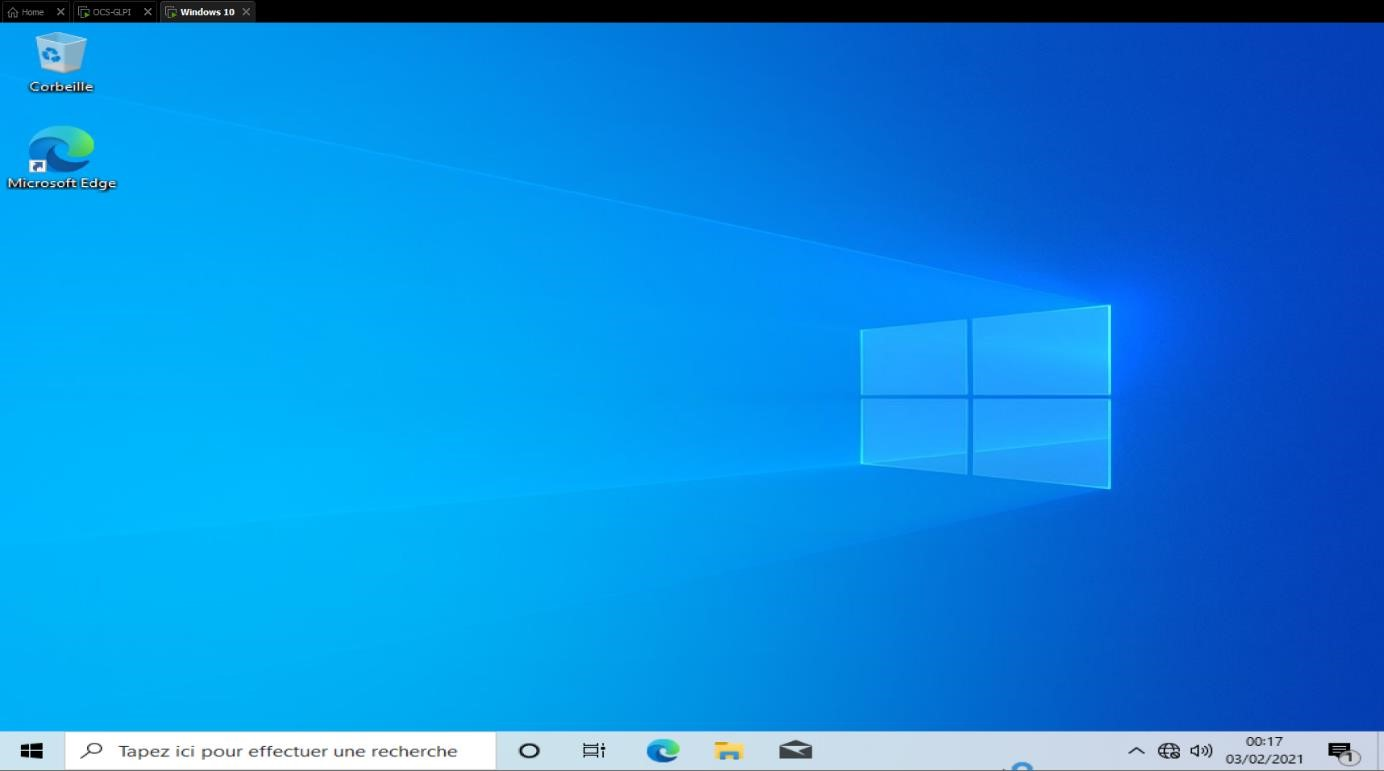 Home
OCS-GLPI
Windows 10
Corbeille
Microsoft Edge
Tapez ici pour effectuer une recherche
00:17
03/02/2021
1